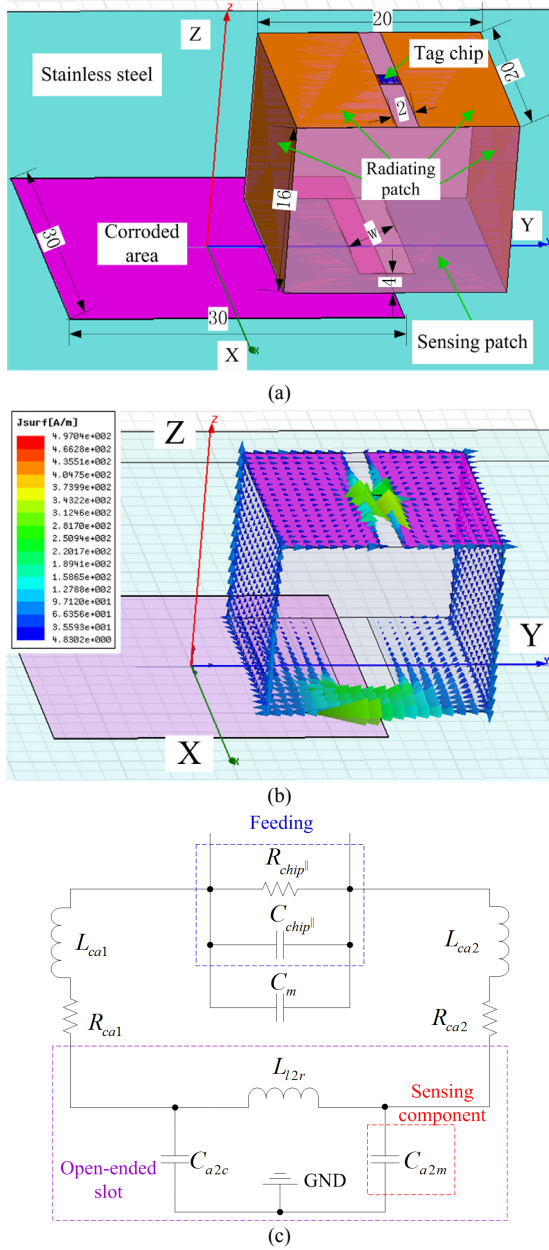 Z
Z
20
Stainless steel
Tag chip
20
2
Radiating
patch
16
Y
Y
30
Corroded
area
w
4
30
Sensing patch
X
X
(a)
Jsurf[A/m]
4.9704e+002
4.6628e+002
4.3551e+002
4.0475e+002
3.7399e+002
3.4322e+002
3.1246e+002
2.8170e+002
2.5094e+002
2.2017e+002
1.8941e+002
1.5865e+002
1.2788e+002
9.7120e+001
6.6356e+001
3.5593e+001
4.8302e+000
Z
Z
Y
X
(b)
Feeding
Rchip||
Cchip||
Cm
Lca1
Lca2
Rca1
Rca2
Ll2r
Sensing
component
Open-ended
slot
Ca2c
GND
Ca2m
(c)